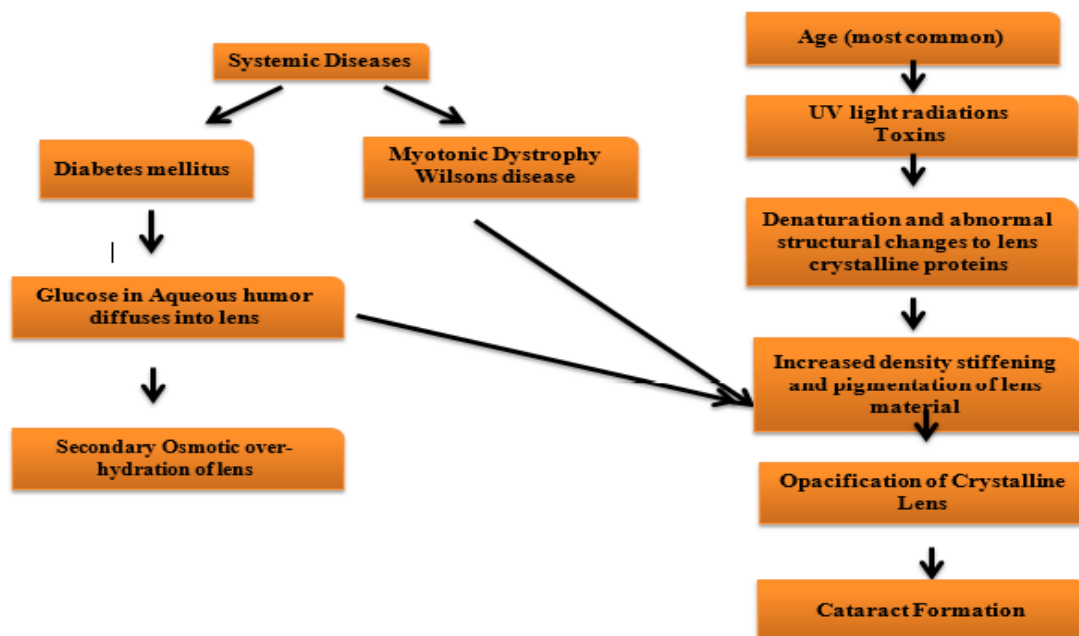 Systemic Diseases
Diabetes mellitus
Myotonic Dystrophy
Wilsons disease
Glucose in Aqueous humor
diffuses into lens
Secondary Osmotic over-
hydration of lens
Age (most common)
UV light radiations
Toxins
Denaturation and abnormal
structural changes to lens
crystalline proteins
Increased density stiffening
and pigmentation of lens
material
Opacification of Crystalline
Lens
Cataract Formation